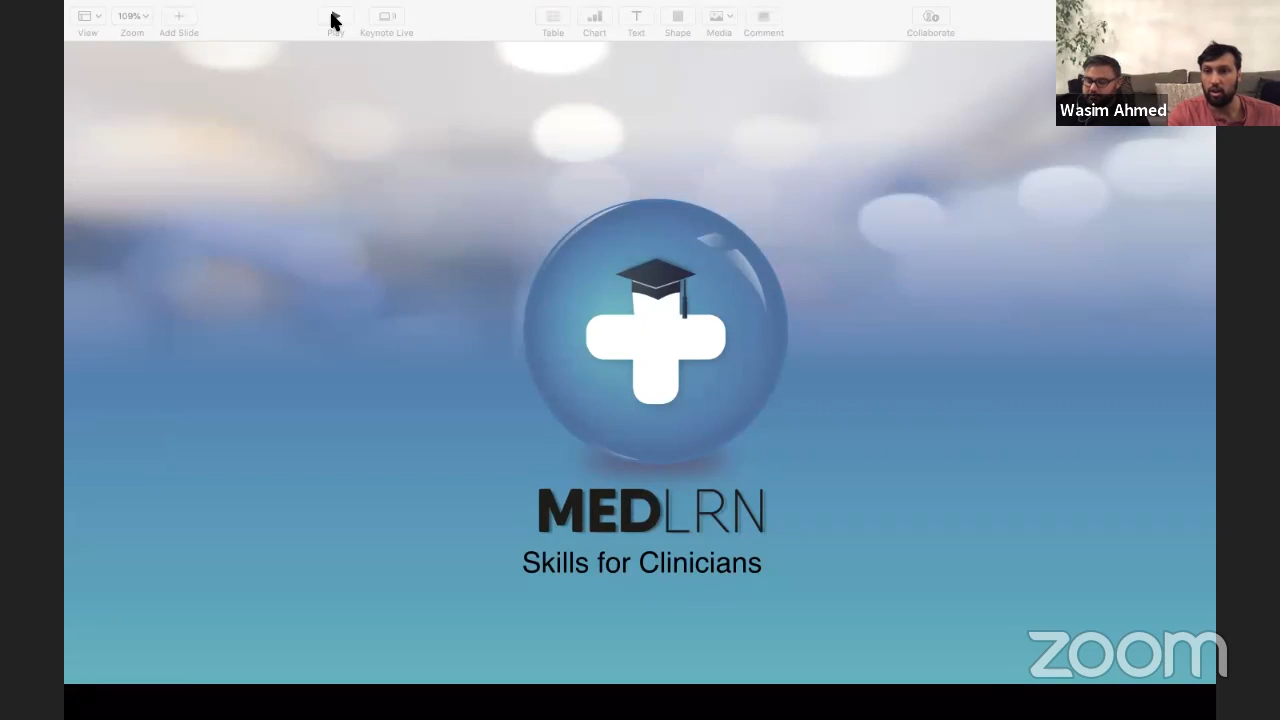 109%
View
Zoom
Add Slide
Play
Keynote Live
Table
Chart
Text
Shape
Media
Comment
Collaborate
Wasim Ahmed
MEDLRN
Skills for Clinicians
zoom